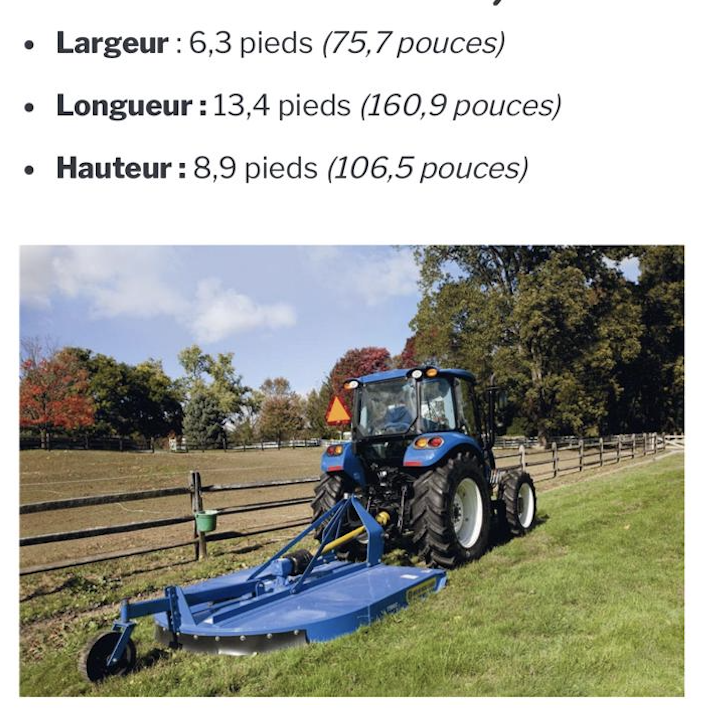 Largeur : 6,3 pieds (75,7 pouces)
Longueur : 13,4 pieds (160,9 pouces)
Hauteur : 8,9 pieds (106,5 pouces)